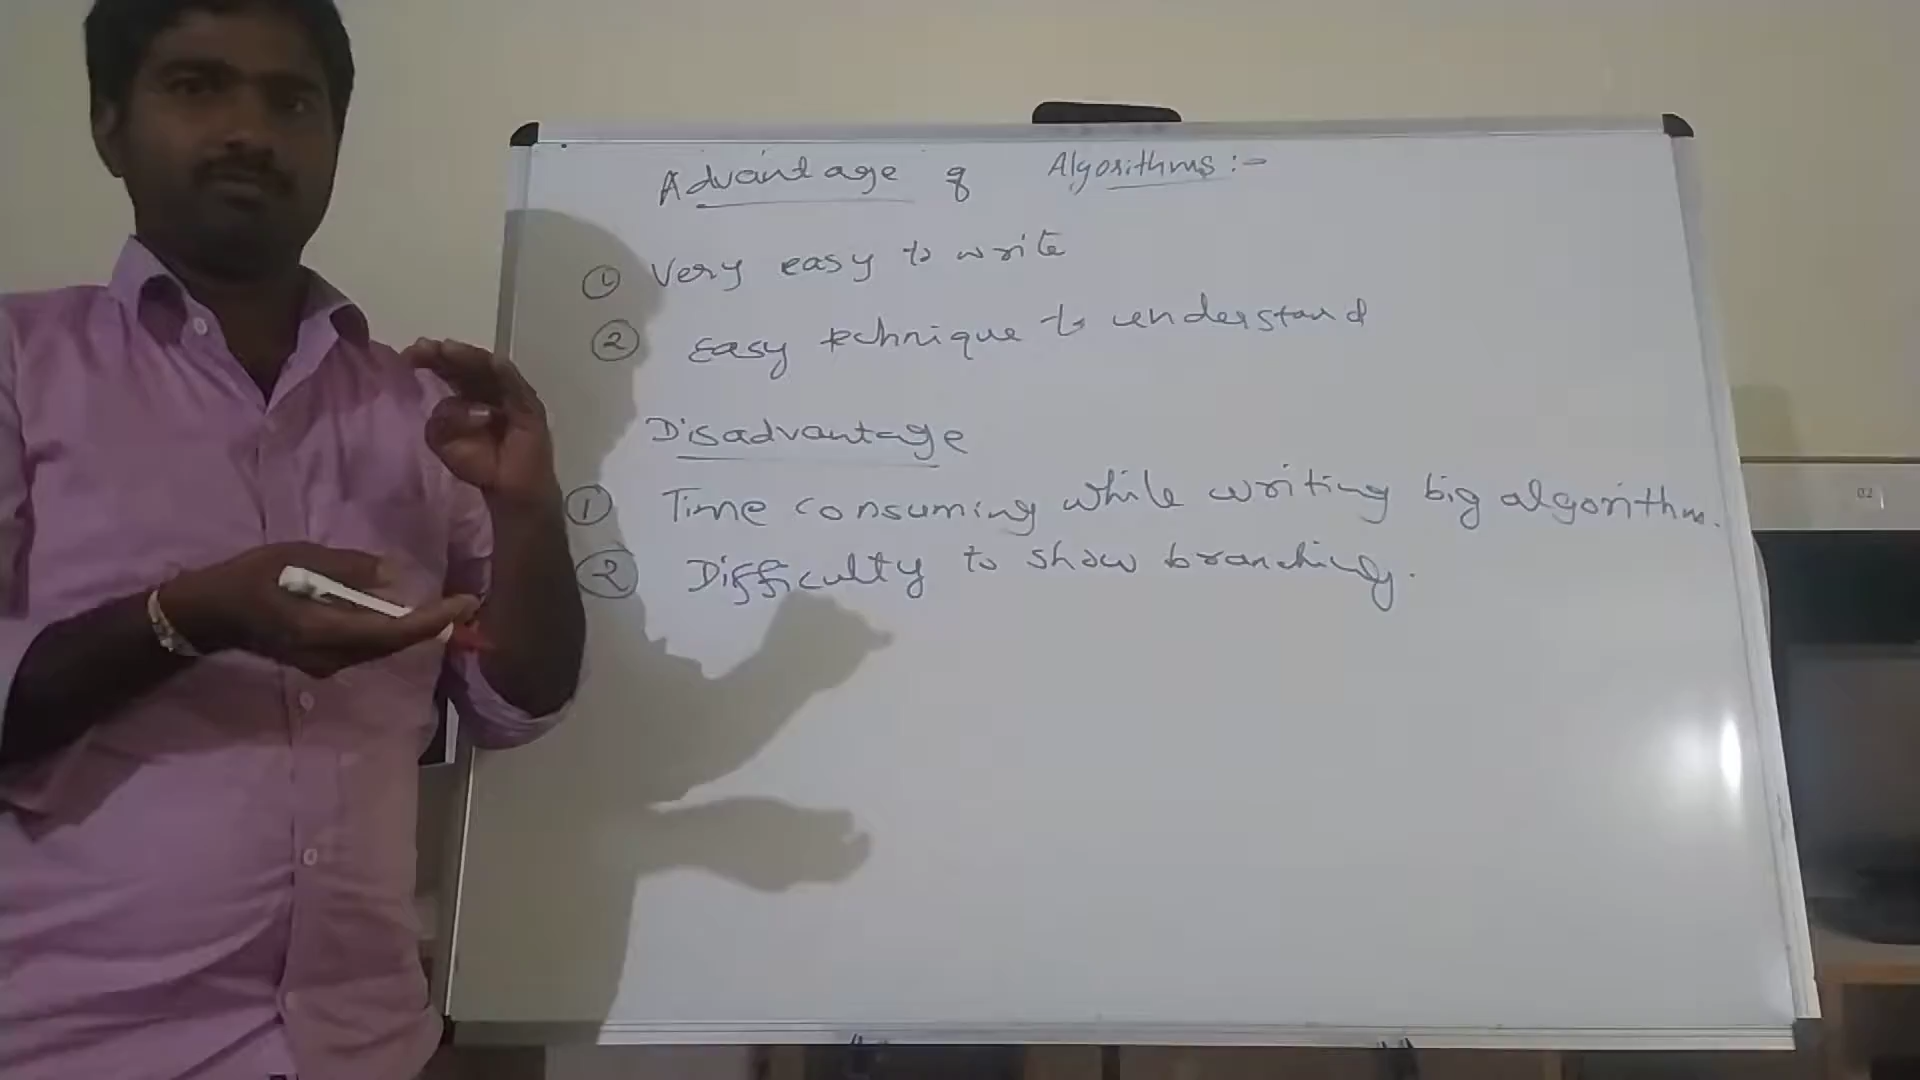 Advantage of Algorithms:-
① Very easy to write
② Easy technique to understand
Disadvantage
① Time consuming while writing big algorithm.
② Difficulty to show branching.
02